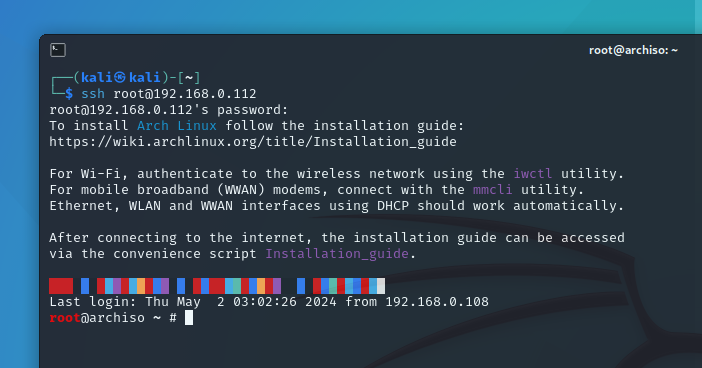 root@archiso: ~
┌──(kali㉿kali)-[~]
└─$ ssh root@192.168.0.112
root@192.168.0.112's password:
To install Arch Linux follow the installation guide:
https://wiki.archlinux.org/title/Installation_guide
For Wi-Fi, authenticate to the wireless network using the iwctl utility.
For mobile broadband (WWAN) modems, connect with the mmcli utility.
Ethernet, WLAN and WWAN interfaces using DHCP should work automatically.
After connecting to the internet, the installation guide can be accessed
via the convenience script Installation_guide.
Last login: Thu May  2 03:02:26 2024 from 192.168.0.108
root@archiso ~ #